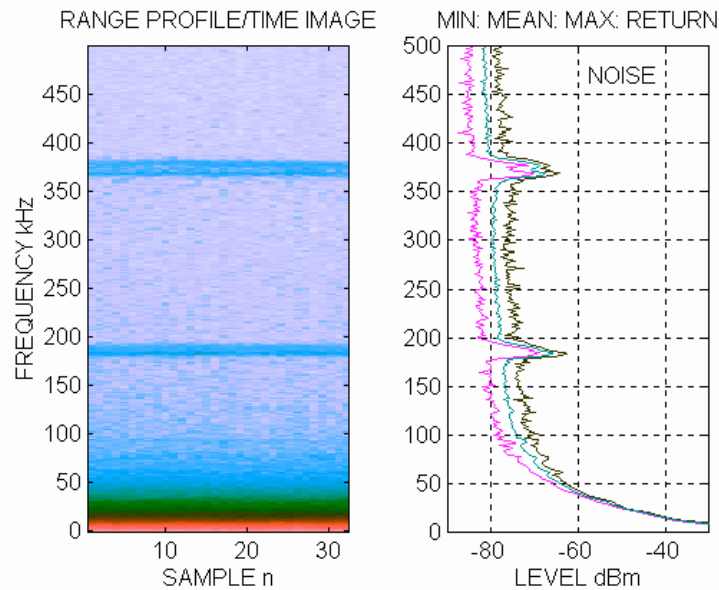 RANGE PROFILE/TIME IMAGE
FREQUENCY kHz
450
400
350
300
250
200
150
100
50
0
10 20 30
SAMPLE n
MIN: MEAN: MAX: RETURN
NOISE
500
450
400
350
300
250
200
150
100
50
0
-80 -60 -40
LEVEL dBm